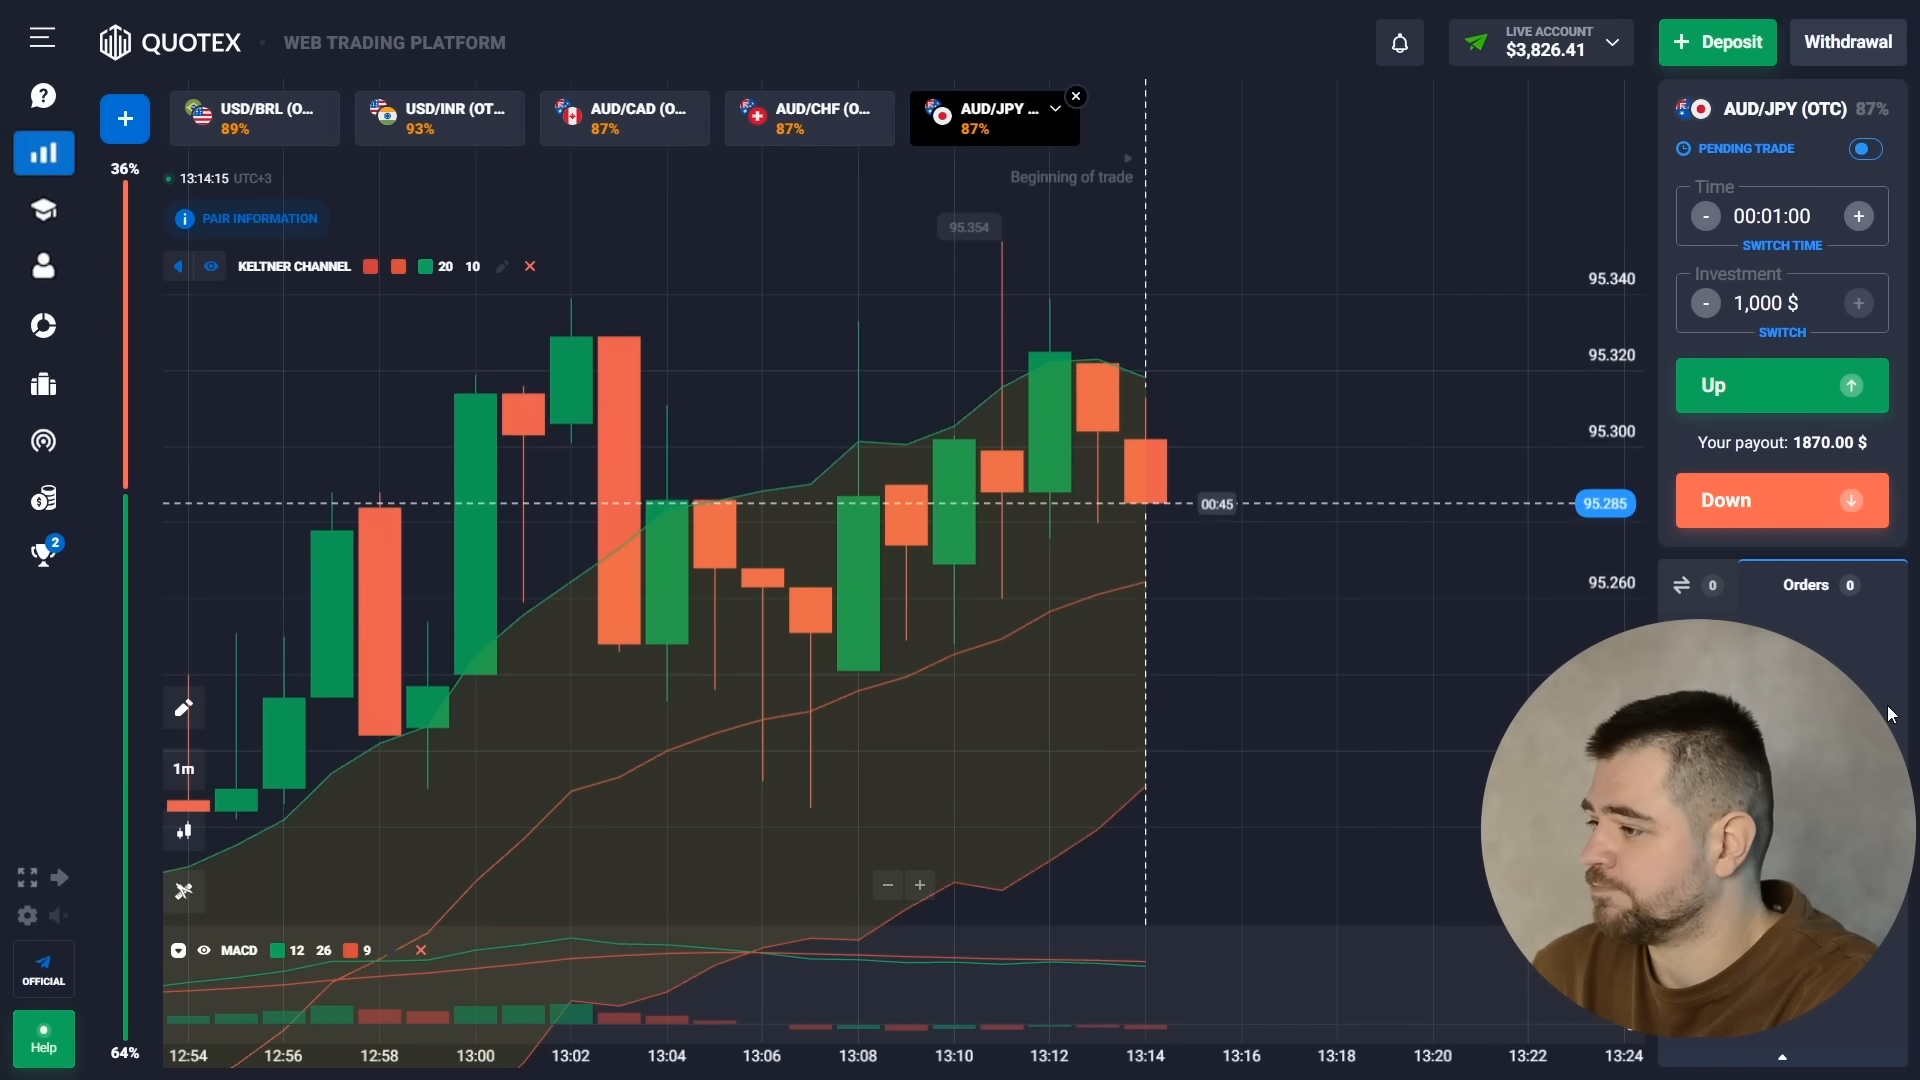 QUOTEX
WEB TRADING PLATFORM
LIVE ACCOUNT
$3,826.41
+ Deposit
Withdrawal
USD/BRL (O...
89%
USD/INR (OT...
93%
AUD/CAD (O...
87%
AUD/CHF (O...
87%
AUD/JPY ...
87%
AUD/JPY (OTC) 87%
PENDING TRADE
36%
13:14:15 UTC+3
Beginning of trade
Time
- 00:01:00 +
SWITCH TIME
PAIR INFORMATION
95.354
KELTNER CHANNEL 20 10
Investment
- 1,000 $ +
SWITCH
95.340
95.320
95.300
95.285
95.260
00:45
Up
Your payout: 1870.00 $
Down
0
Orders 0
2
1m
MACD 12 26 9
OFFICIAL
Help
64%
12:54 12:56 12:58 13:00 13:02 13:04 13:06 13:08 13:10 13:12 13:14 13:16 13:18 13:20 13:22 13:24